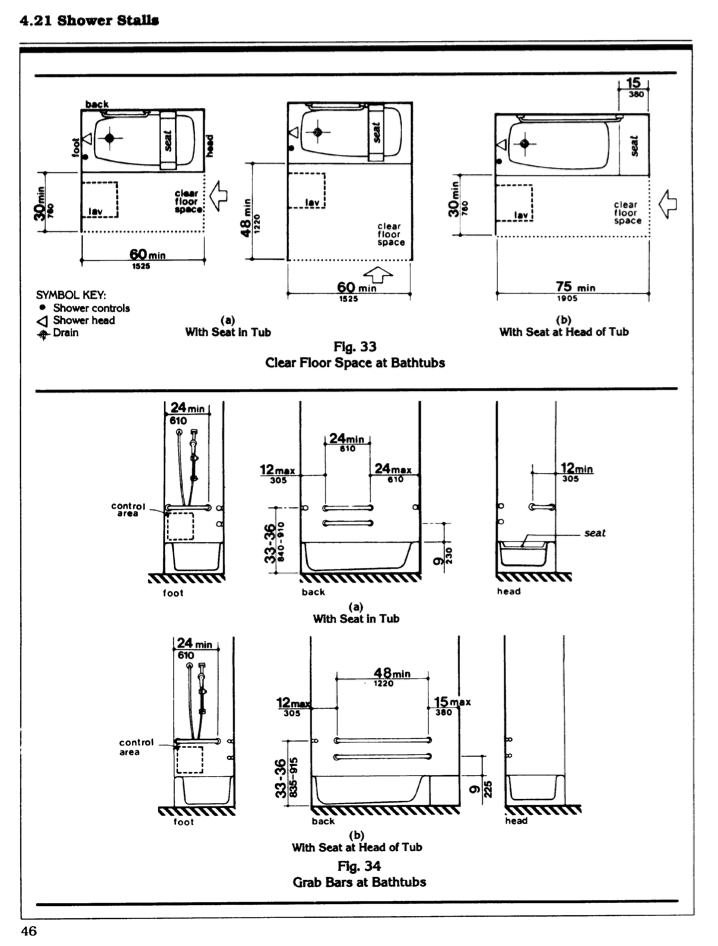 4.21 Shower Stalls
back
foot
seat
head
30 min
760
lav
clear
floor
space
60 min
1525
seat
48 min
1220
lav
clear
floor
space
60 min
1525
15
380
seat
30 min
760
lav
clear
floor
space
75 min
1905
SYMBOL KEY:
Shower controls
Shower head
Drain
(a)
With Seat in Tub
(b)
With Seat at Head of Tub
Fig. 33
Clear Floor Space at Bathtubs
24 min
610
control
area
foot
24 min
610
12 max
305
24 max
610
33-36
840-910
9
230
back
12 min
305
seat
head
(a)
With Seat in Tub
24 min
610
control
area
foot
48 min
1220
12 max
305
15 max
380
33-36
835-915
9
225
back
head
(b)
With Seat at Head of Tub
Fig. 34
Grab Bars at Bathtubs
46